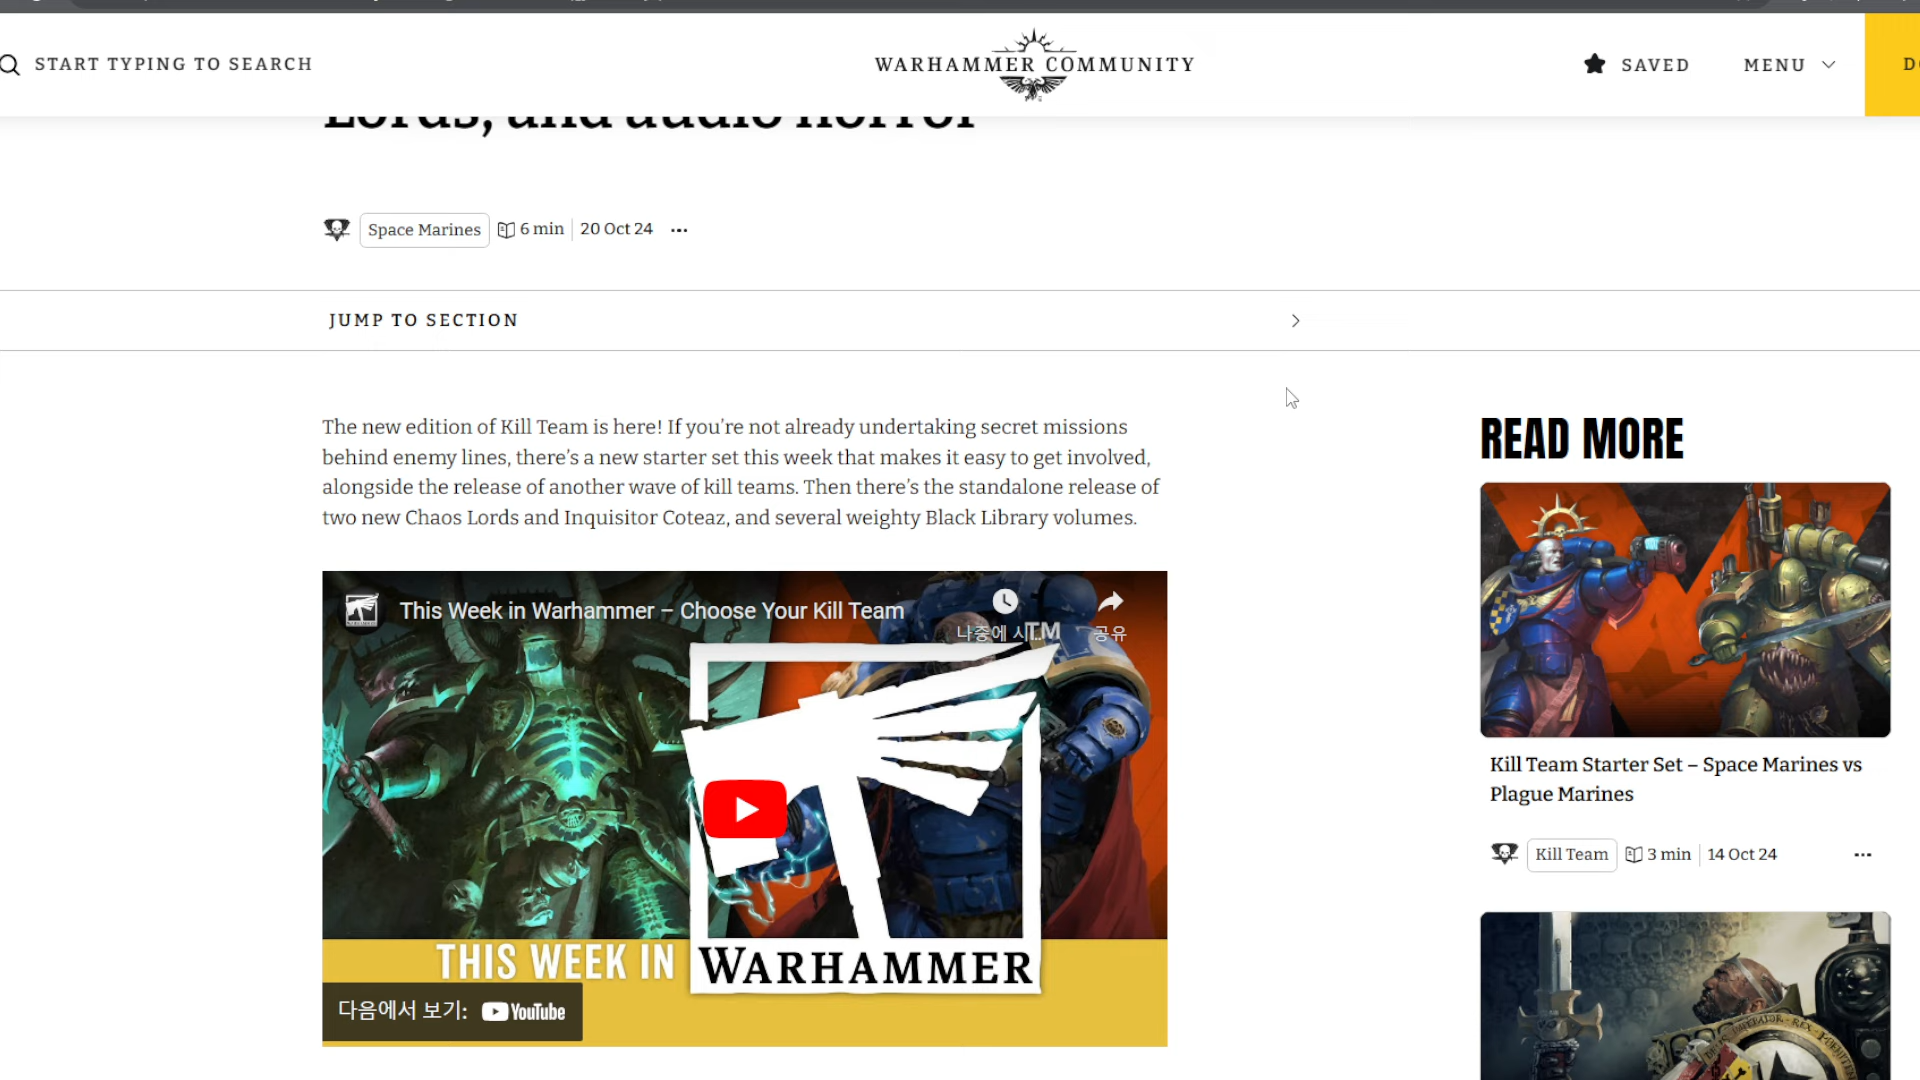 START TYPING TO SEARCH
WARHAMMER COMMUNITY
SAVED
MENU
Lords, and audio horror
Space Marines
6 min
20 Oct 24
JUMP TO SECTION
The new edition of Kill Team is here! If you’re not already undertaking secret missions
behind enemy lines, there’s a new starter set this week that makes it easy to get involved,
alongside the release of another wave of kill teams. Then there’s the standalone release of
two new Chaos Lords and Inquisitor Coteaz, and several weighty Black Library volumes.
This Week in Warhammer – Choose Your Kill Team
나중에 시...
TM
공유
THIS WEEK IN
WARHAMMER
다음에서 보기: YouTube
READ MORE
Kill Team Starter Set – Space Marines vs
Plague Marines
Kill Team
3 min
14 Oct 24